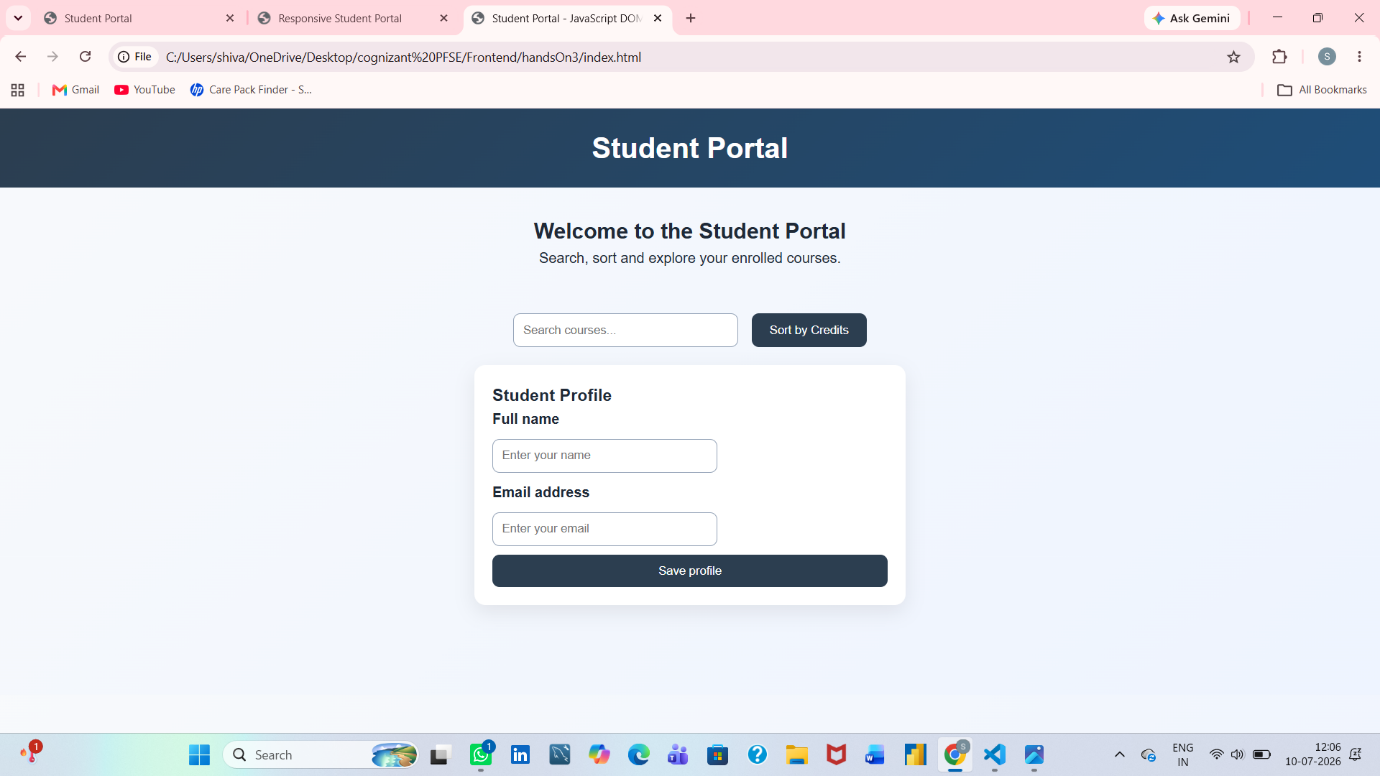 Student Portal
Responsive Student Portal
Student Portal - JavaScript DOM
Ask Gemini
File
C:/Users/shiva/OneDrive/Desktop/cognizant%20PFSE/Frontend/handsOn3/index.html
S
Gmail
YouTube
Care Pack Finder - S...
All Bookmarks
Student Portal
Welcome to the Student Portal
Search, sort and explore your enrolled courses.
Search courses...
Sort by Credits
Student Profile
Full name
Enter your name
Email address
Enter your email
Save profile
1
Search
1
S
ENG
IN
12:06
10-07-2026